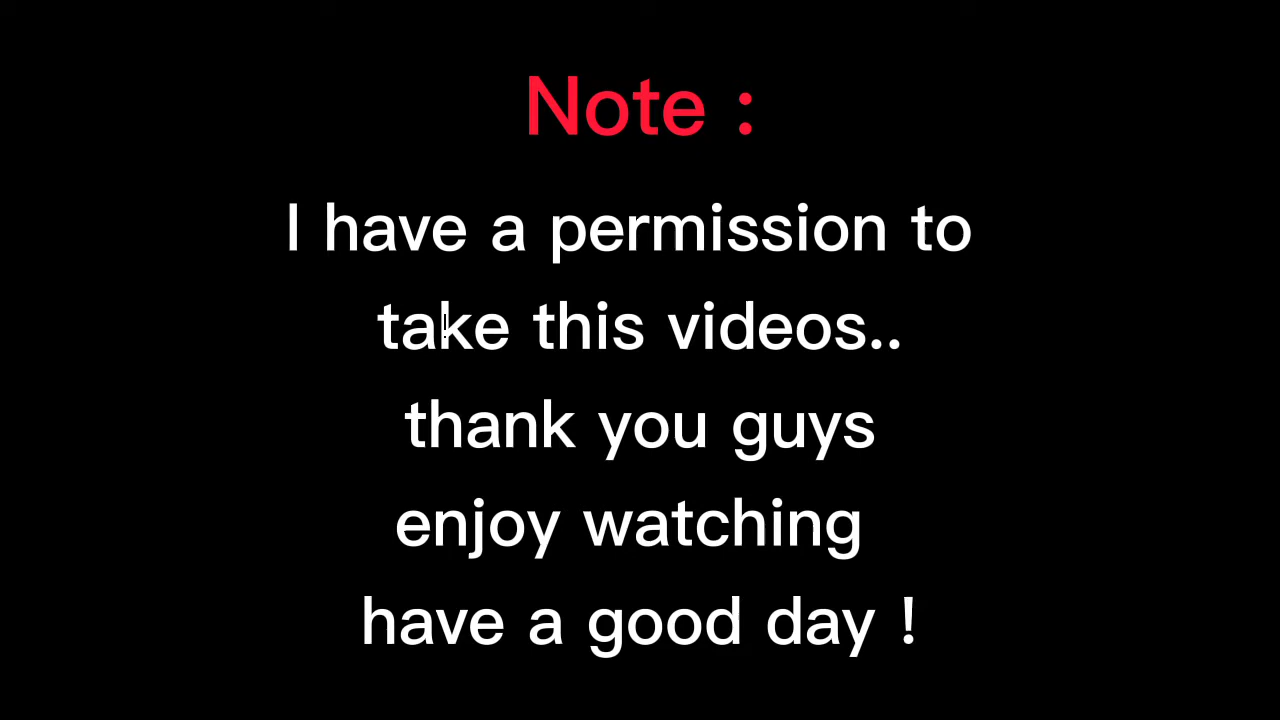 Note :
I have a permission to
take this videos..
thank you guys
enjoy watching
have a good day !